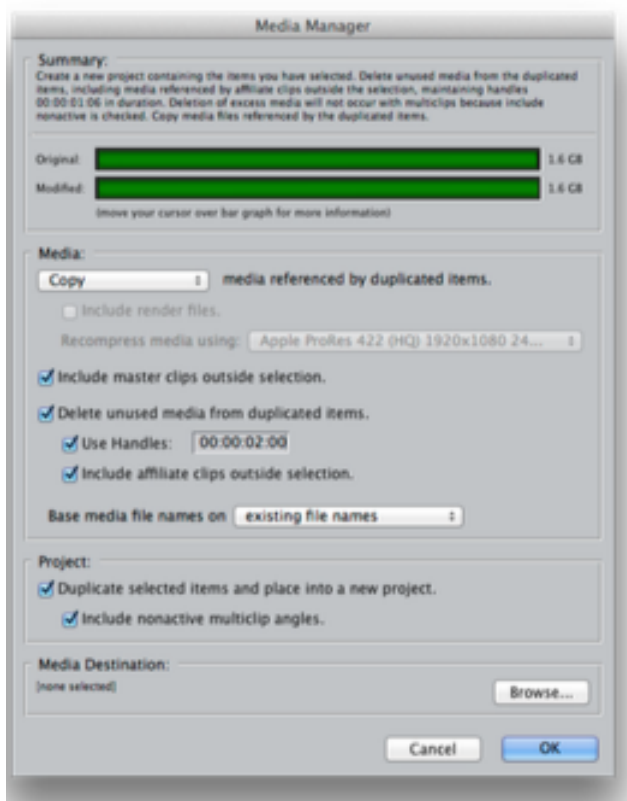 Media Manager
Summary:
Create a new project containing the items you have selected. Delete unused media from the duplicated
items, including media referenced by affiliate clips outside the selection, maintaining handles
00:00:01:06 in duration. Deletion of excess media will not occur with multiclips because include
nonactive is checked. Copy media files referenced by the duplicated items.
Original: 1.6 GB
Modified: 1.6 GB
(move your cursor over bar graph for more information)
Media:
Copy media referenced by duplicated items.
Include render files.
Recompress media using: Apple ProRes 422 (HQ) 1920x1080 24...
Include master clips outside selection.
Delete unused media from duplicated items.
Use Handles: 00:00:02:00
Include affiliate clips outside selection.
Base media file names on existing file names
Project:
Duplicate selected items and place into a new project.
Include nonactive multiclip angles.
Media Destination:
[none selected]
Browse...
Cancel OK